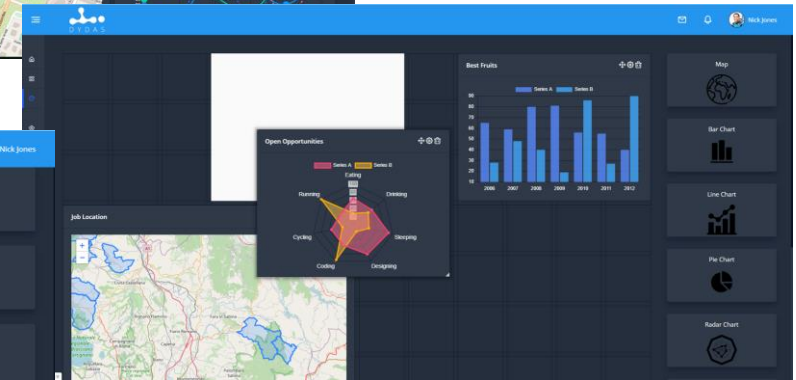 DYDAS
Nick Jones
Nick Jones
Best Fruits
Series A
Series B
90
80
70
60
50
40
30
20
10
2006
2007
2008
2009
2010
2011
2012
Open Opportunities
Series A
Series B
Eating
Drinking
Sleeping
Designing
Coding
Cycling
Running
Job Location
+
−
Map
Bar Chart
Line Chart
Pie Chart
Radar Chart